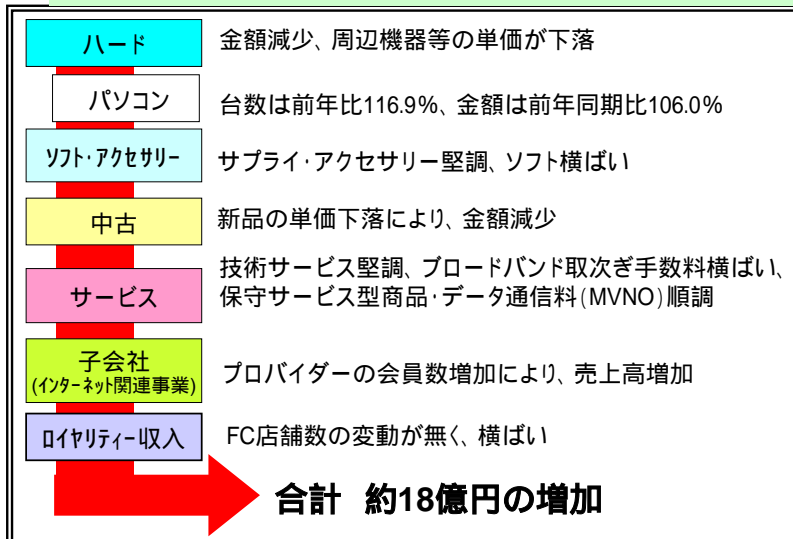 ハード
金額減少、周辺機器等の単価が下落
パソコン
台数は前年比116.9%、金額は前年同期比106.0%
ソフト・アクセサリー
サプライ・アクセサリー堅調、ソフト横ばい
中古
新品の単価下落により、金額減少
サービス
技術サービス堅調、ブロードバンド取次ぎ手数料横ばい、
保守サービス型商品・データ通信料(MVNO)順調
子会社
(インターネット関連事業)
プロバイダーの会員数増加により、売上高増加
ロイヤリティー収入
FC店舗数の変動が無く、横ばい
合計 約18億円の増加